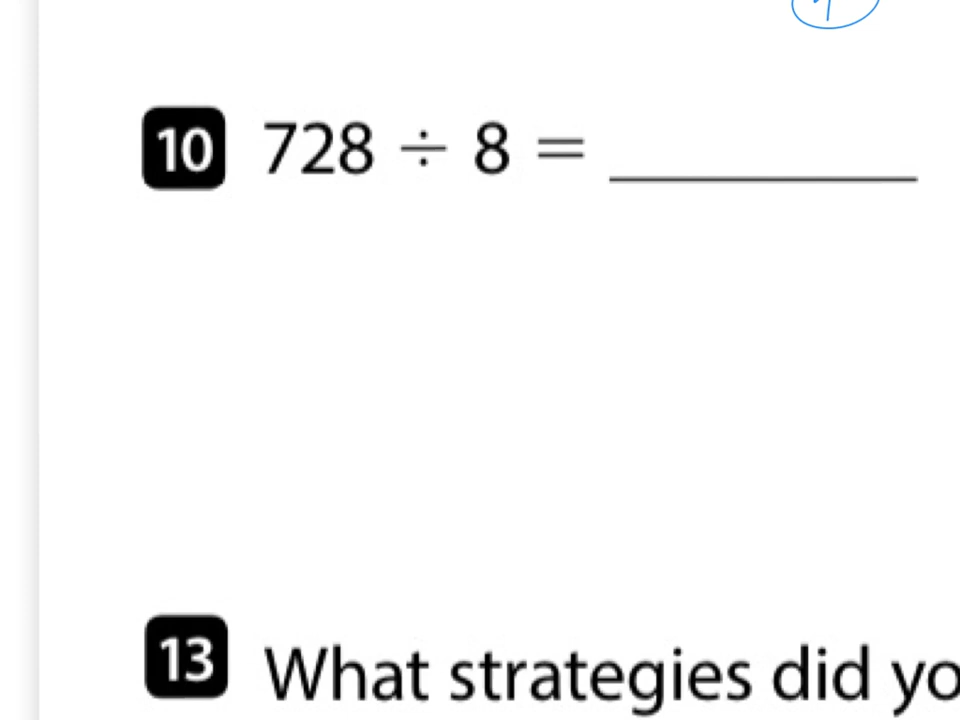 10 728 ÷ 8 = ________
13 What strategies did yo